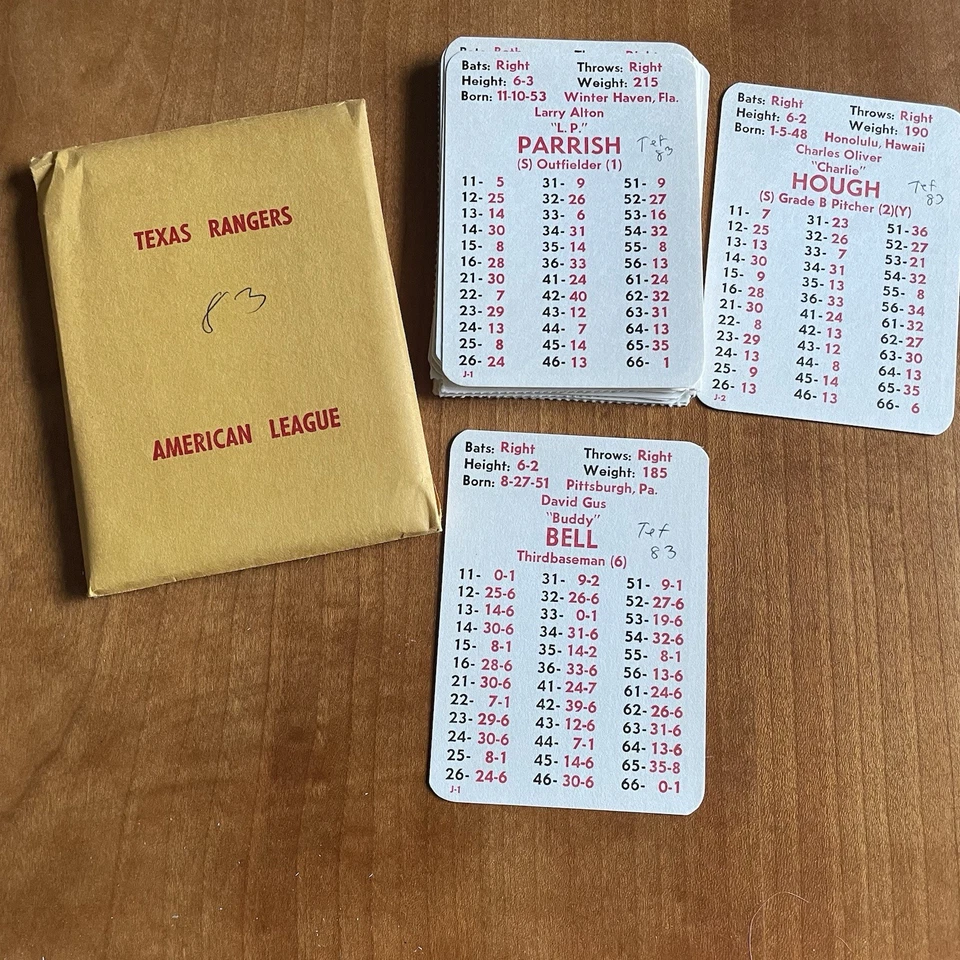 TEXAS RANGERS
83
AMERICAN LEAGUE
Bats: Right Throws: Right
Height: 6-3 Weight: 215
Born: 11-10-53 Winter Haven, Fla.
Larry Alton
"L. P."
PARRISH
Tex 83
(S) Outfielder (1)
11- 5 31- 9 51- 9
12- 25 32- 26 52- 27
13- 14 33- 6 53- 16
14- 30 34- 31 54- 32
15- 8 35- 14 55- 8
16- 28 36- 33 56- 13
21- 30 41- 24 61- 24
22- 7 42- 40 62- 32
23- 29 43- 12 63- 31
24- 13 44- 7 64- 13
25- 8 45- 14 65- 35
26- 24 46- 13 66- 1
J-1
Bats: Right Throws: Right
Height: 6-2 Weight: 190
Born: 1-5-48 Honolulu, Hawaii
Charles Oliver
"Charlie"
HOUGH
Tex 83
(S) Grade B Pitcher (2)(Y)
11- 7 31- 23 51- 36
12- 25 32- 26 52- 27
13- 13 33- 7 53- 21
14- 30 34- 31 54- 32
15- 9 35- 13 55- 8
16- 28 36- 33 56- 34
21- 30 41- 24 61- 32
22- 8 42- 13 62- 27
23- 29 43- 12 63- 30
24- 13 44- 8 64- 13
25- 9 45- 14 65- 35
26- 13 46- 13 66- 6
J-2
Bats: Right Throws: Right
Height: 6-2 Weight: 185
Born: 8-27-51 Pittsburgh, Pa.
David Gus
"Buddy"
BELL
Tex
83
Thirdbaseman (6)
11- 0-1 31- 9-2 51- 9-1
12- 25-6 32- 26-6 52- 27-6
13- 14-6 33- 0-1 53- 19-6
14- 30-6 34- 31-6 54- 32-6
15- 8-1 35- 14-2 55- 8-1
16- 28-6 36- 33-6 56- 13-6
21- 30-6 41- 24-7 61- 24-6
22- 7-1 42- 39-6 62- 26-6
23- 29-6 43- 12-6 63- 31-6
24- 30-6 44- 7-1 64- 13-6
25- 8-1 45- 14-6 65- 35-8
26- 24-6 46- 30-6 66- 0-1
J-1